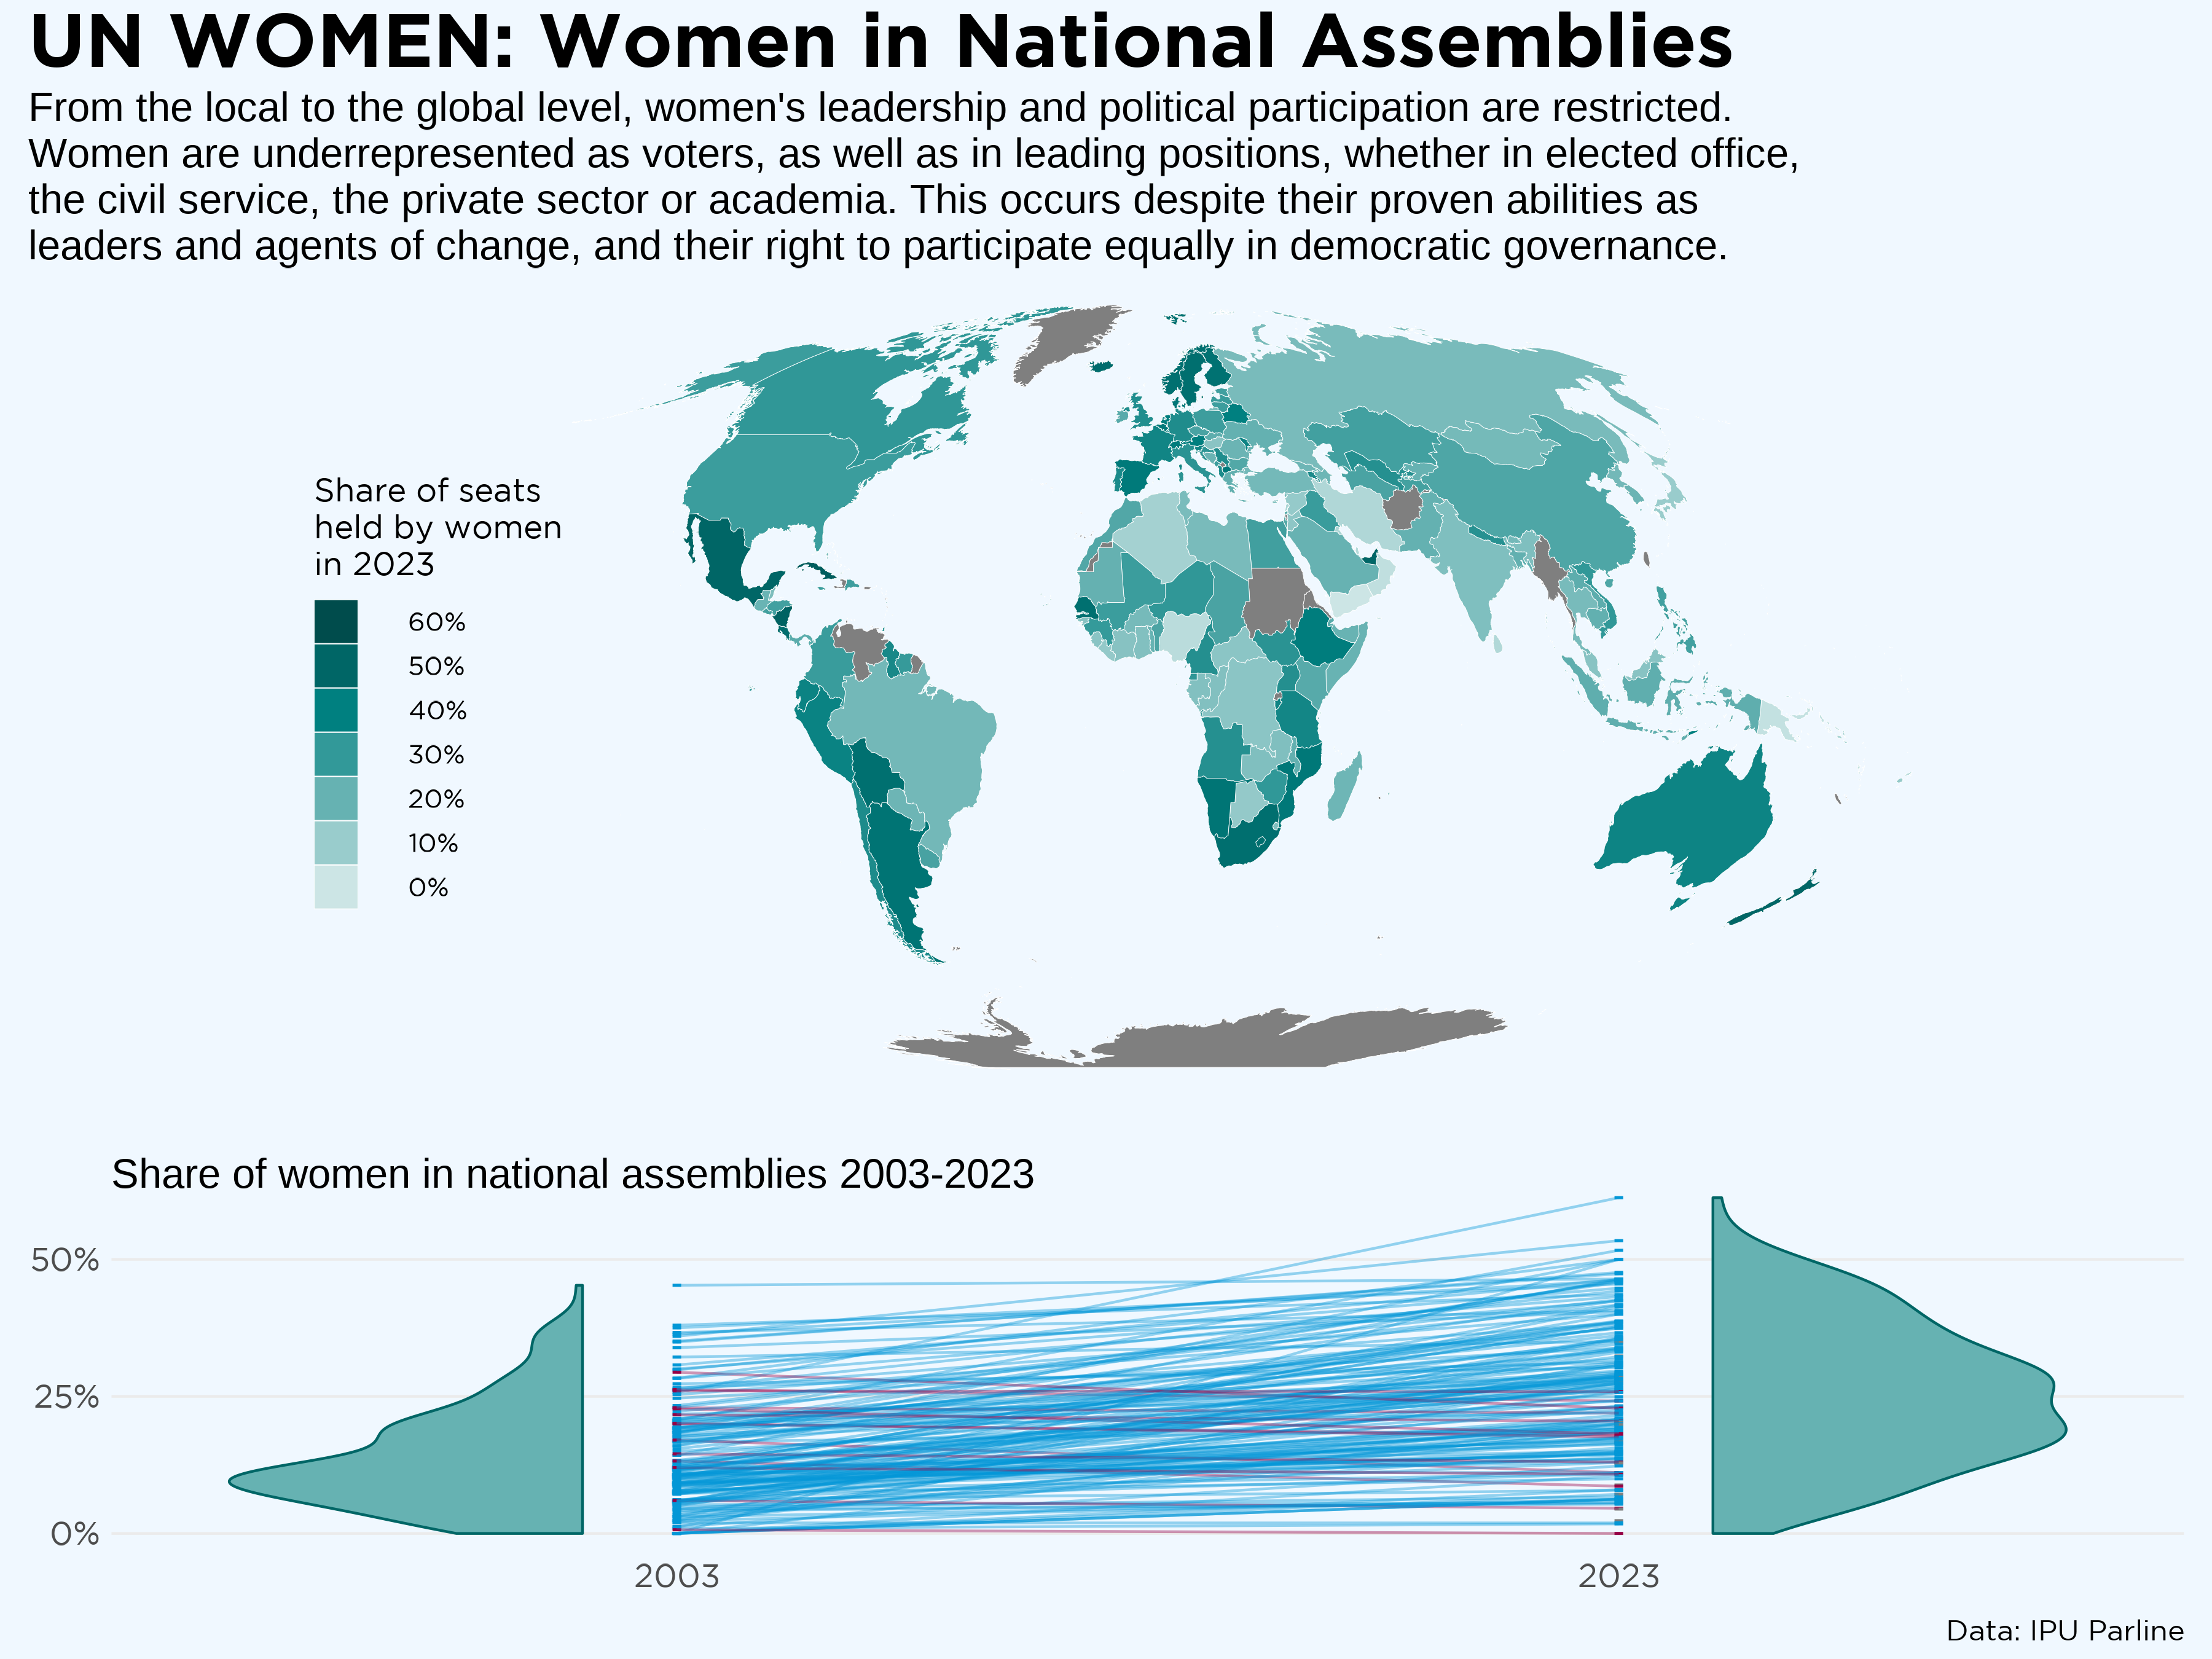 UN WOMEN: Women in National Assemblies
From the local to the global level, women's leadership and political participation are restricted.
Women are underrepresented as voters, as well as in leading positions, whether in elected office,
the civil service, the private sector or academia. This occurs despite their proven abilities as
leaders and agents of change, and their right to participate equally in democratic governance.
Share of seats
held by women
in 2023
60%
50%
40%
30%
20%
10%
0%
Share of women in national assemblies 2003-2023
50%
25%
0%
2003
2023
Data: IPU Parline